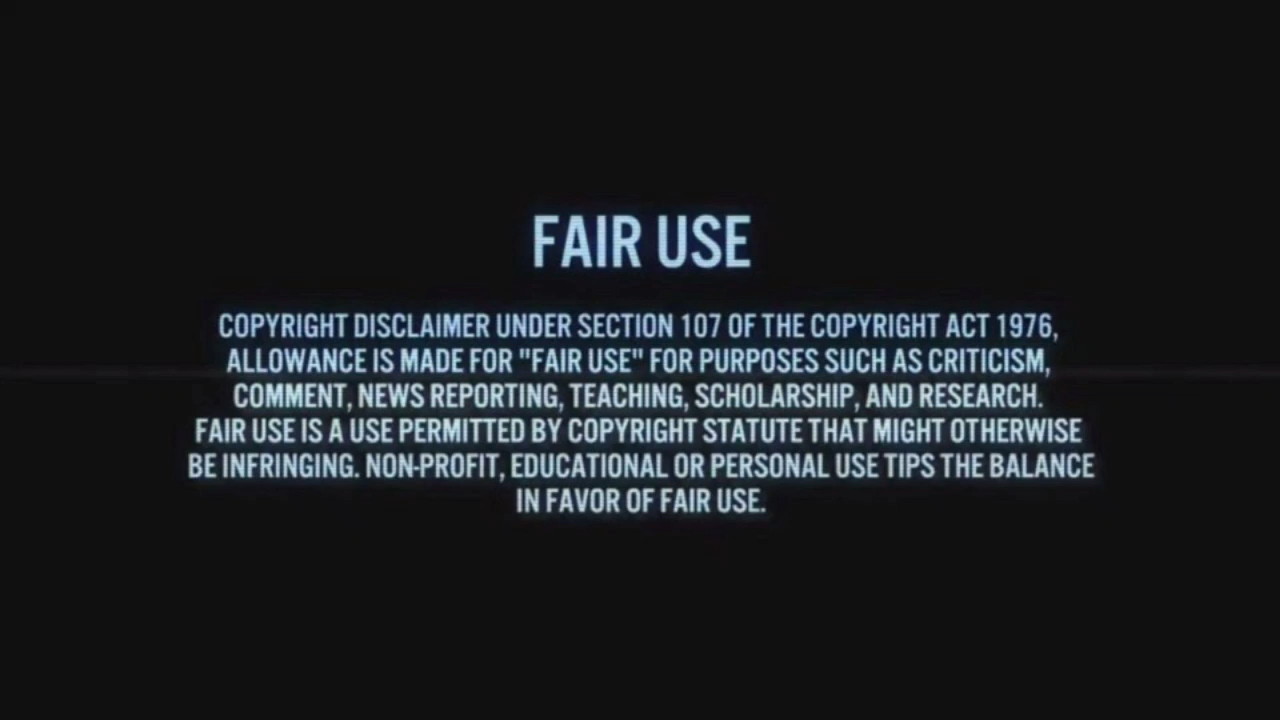 FAIR USE
COPYRIGHT DISCLAIMER UNDER SECTION 107 OF THE COPYRIGHT ACT 1976,
ALLOWANCE IS MADE FOR "FAIR USE" FOR PURPOSES SUCH AS CRITICISM,
COMMENT, NEWS REPORTING, TEACHING, SCHOLARSHIP, AND RESEARCH.
FAIR USE IS A USE PERMITTED BY COPYRIGHT STATUTE THAT MIGHT OTHERWISE
BE INFRINGING. NON-PROFIT, EDUCATIONAL OR PERSONAL USE TIPS THE BALANCE
IN FAVOR OF FAIR USE.